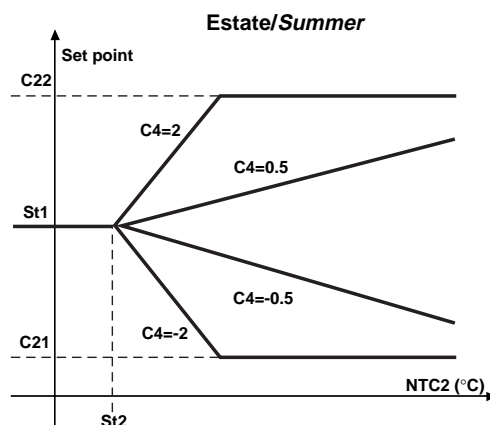 Estate/Summer
Set point
C22
C4=2
C4=0.5
St1
C4=-0.5
C4=-2
C21
NTC2 (°C)
St2